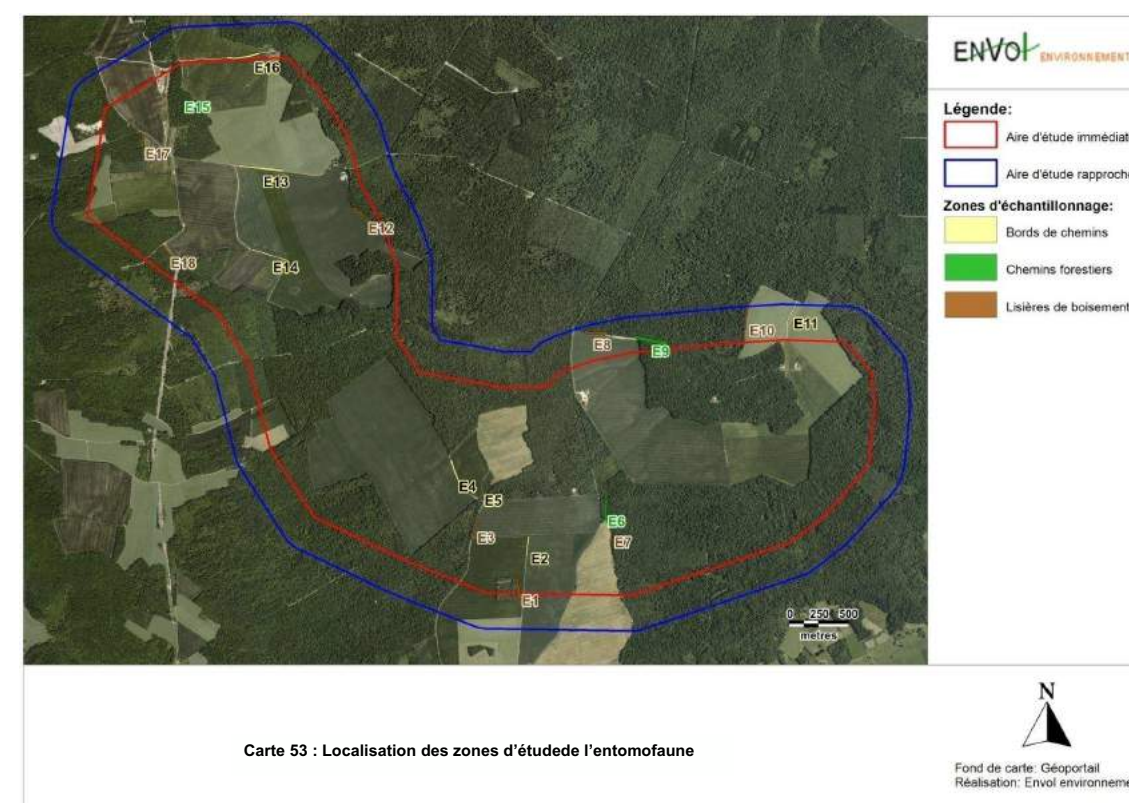 E16
E15
E17
E13
E12
E18
E14
E10
E11
E8
E9
E4
E5
E6
E3
E7
E2
E1
0 250 500
metres
ENVOL ENVIRONNEMENT
Légende:
Aire d'étude immédiat
Aire d'étude rapproche
Zones d'échantillonnage:
Bords de chemins
Chemins forestiers
Lisières de boisement
Carte 53 : Localisation des zones d'étudede l'entomofaune
N
Fond de carte: Géoportail
Réalisation: Envol environneme